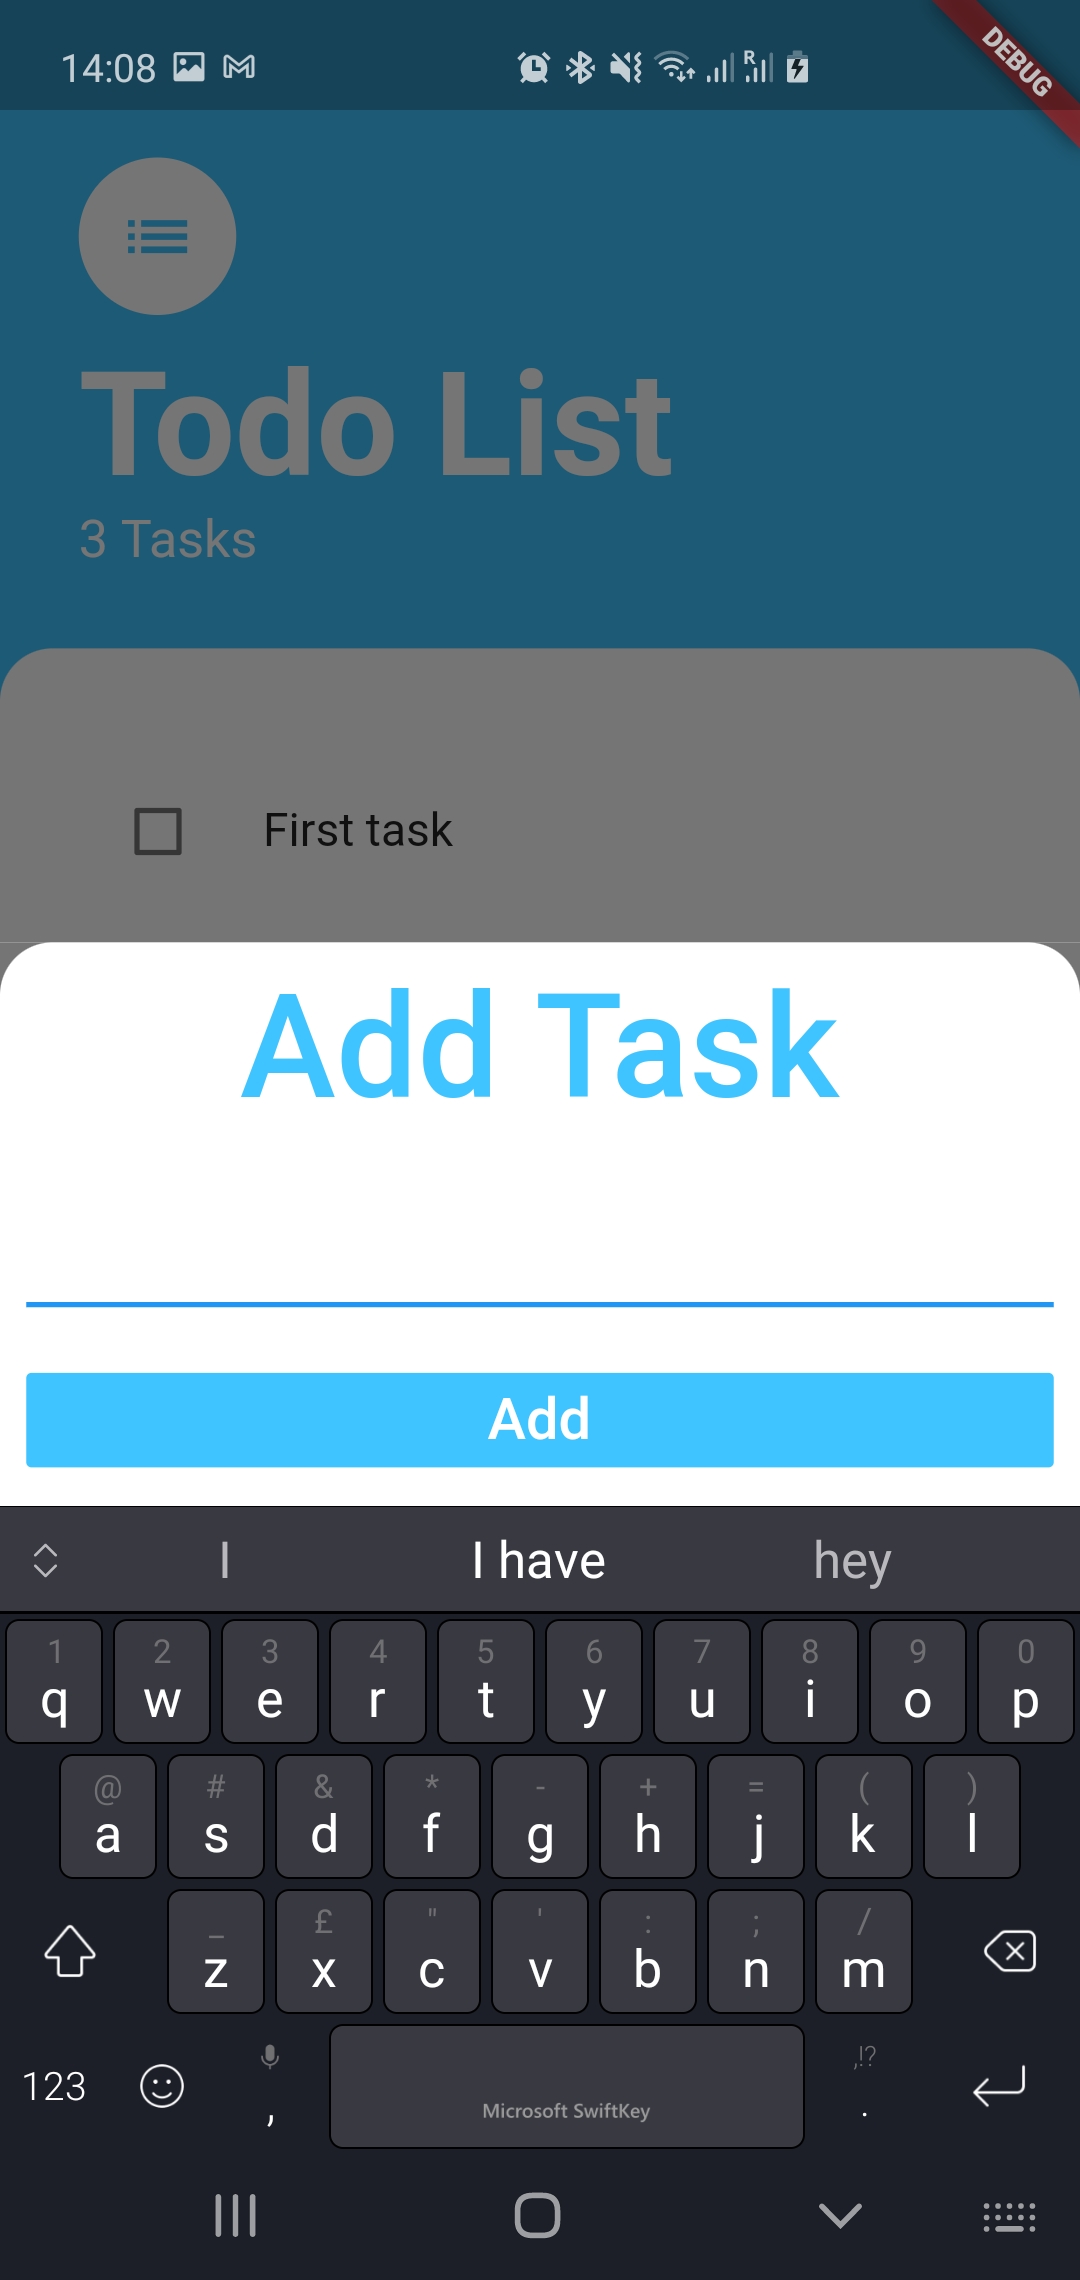 14:08
R
DEBUG
Todo List
3 Tasks
First task
Add Task
Add
I I have hey
1 2 3 4 5 6 7 8 9 0
q w e r t y u i o p
@ # & * - + = ( )
a s d f g h j k l
_ £ " ' : ; /
z x c v b n m
123 , ,!? .
Microsoft SwiftKey